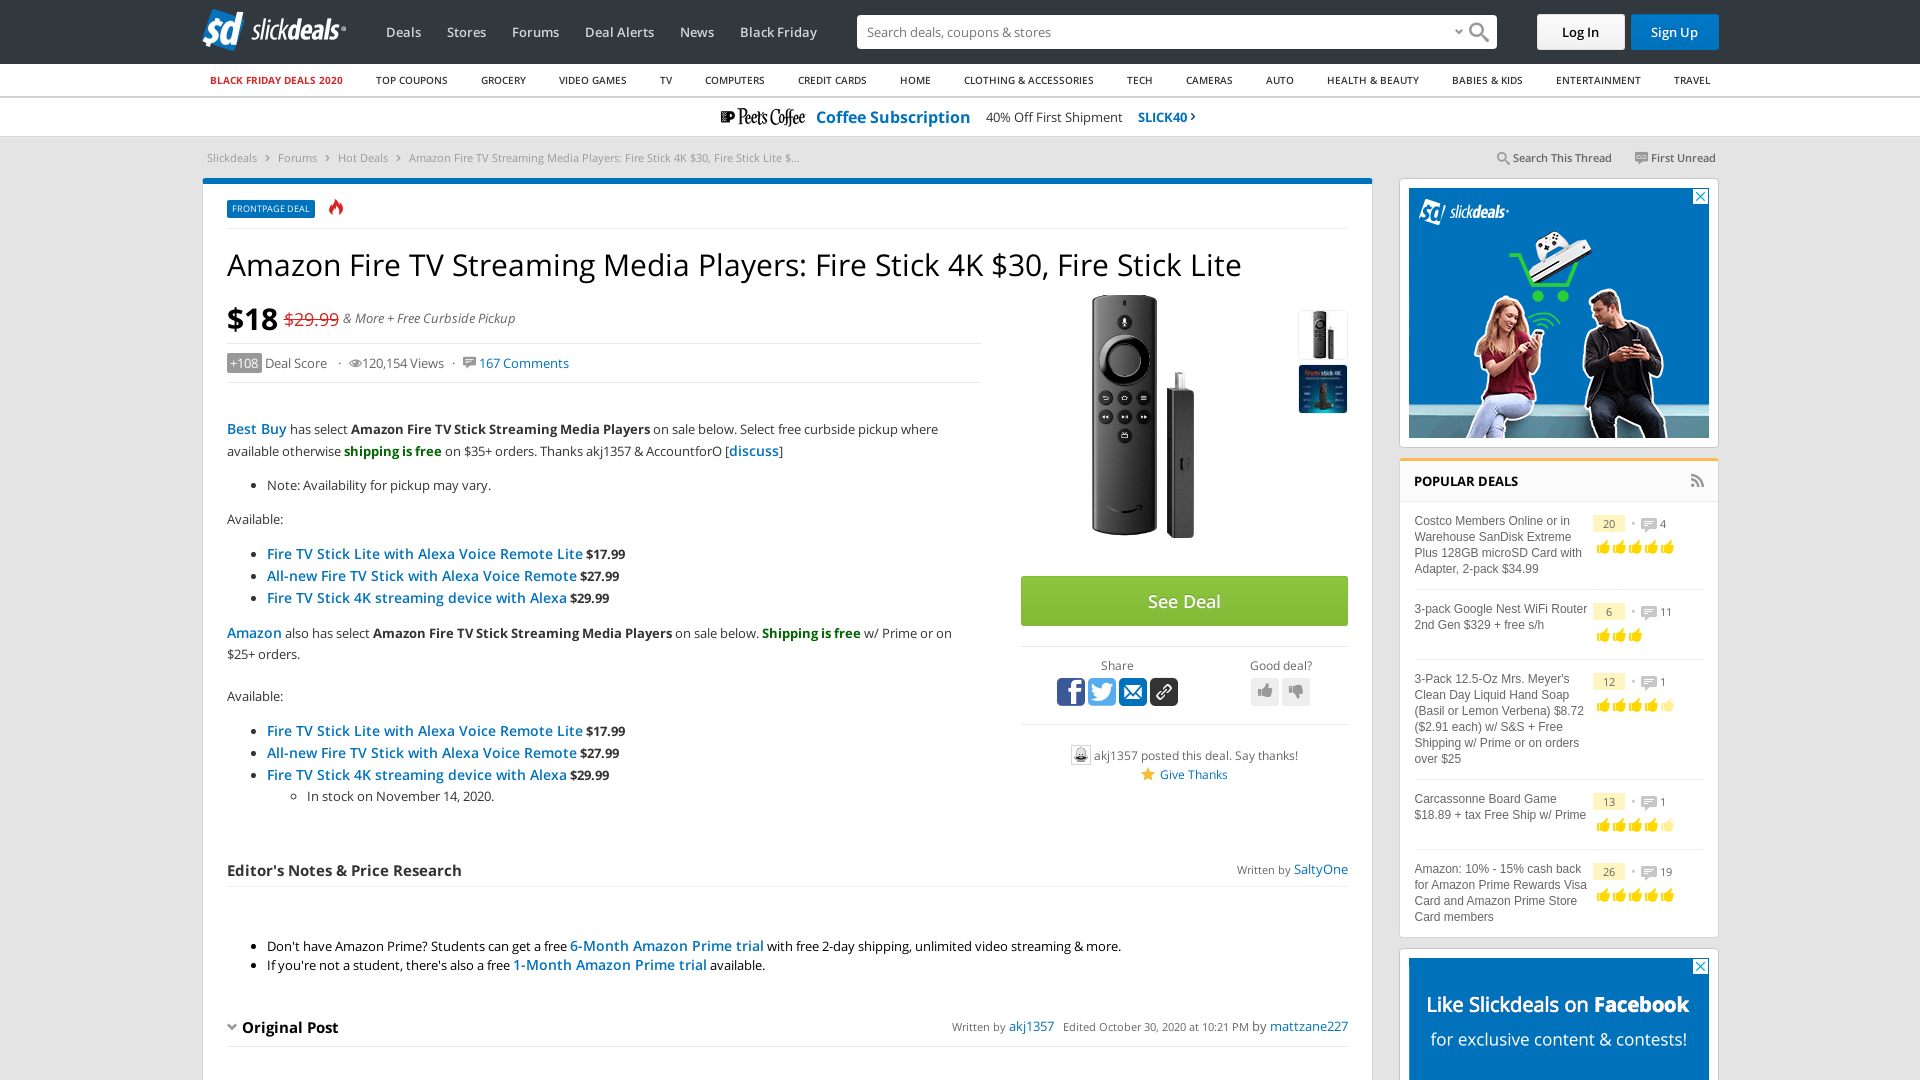 slickdeals
Deals
Stores
Forums
Deal Alerts
News
Black Friday
Search deals, coupons & shops
Log In
Sign Up
BLACK FRIDAY DEALS 2020
TOP COUPONS
GROCERY
VIDEO GAMES
TV
COMPUTERS
CREDIT CARDS
HOME
CLOTHING & ACCESSORIES
TECH
CAMERAS
AUTO
HEALTH & BEAUTY
BABIES & KIDS
ENTERTAINMENT
TRAVEL
Peet's Coffee Coffee Subscription 40% Off First Shipment SLICK40
Slickdeals > Forums > Hot Deals > Amazon Fire TV Streaming Media Players: Fire Stick 4K $30, Fire Stick Lite $...
Search This Thread
First Unread
FRONTPAGE DEAL
Amazon Fire TV Streaming Media Players: Fire Stick 4K $30, Fire Stick Lite
$18 $29.99 & More + Free Curbside Pickup
+108 Deal Score · 120,154 Views · 167 Comments
Best Buy has select Amazon Fire TV Stick Streaming Media Players on sale below. Select free curbside pickup where
available otherwise shipping is free on $35+ orders. Thanks akj1357 & AccountforO [discuss]
Note: Availability for pickup may vary.
Available:
Fire TV Stick Lite with Alexa Voice Remote Lite $17.99
All-new Fire TV Stick with Alexa Voice Remote $27.99
Fire TV Stick 4K streaming device with Alexa $29.99
Amazon also has select Amazon Fire TV Stick Streaming Media Players on sale below. Shipping is free w/ Prime or on
$25+ orders.
Available:
Fire TV Stick Lite with Alexa Voice Remote Lite $17.99
All-new Fire TV Stick with Alexa Voice Remote $27.99
Fire TV Stick 4K streaming device with Alexa $29.99
In stock on November 14, 2020.
See Deal
Share
Good deal?
akj1357 posted this deal. Say thanks!
Give Thanks
Editor's Notes & Price Research
Written by SaltyOne
Don't have Amazon Prime? Students can get a free 6-Month Amazon Prime trial with free 2-day shipping, unlimited video streaming & more.
If you're not a student, there's also a free 1-Month Amazon Prime trial available.
Original Post
Written by akj1357 Edited October 30, 2020 at 10:21 PM by mattzane227
slickdeals
POPULAR DEALS
Costco Members Online or in
Warehouse SanDisk Extreme
Plus 128GB microSD Card with
Adapter, 2-pack $34.99
20 • 4
3-pack Google Nest WiFi Router
2nd Gen $329 + free s/h
6 • 11
3-Pack 12.5-Oz Mrs. Meyer's
Clean Day Liquid Hand Soap
(Basil or Lemon Verbena) $8.72
($2.91 each) w/ S&S + Free
Shipping w/ Prime or on orders
over $25
12 • 1
Carcassonne Board Game
$18.89 + tax Free Ship w/ Prime
13 • 1
Amazon: 10% - 15% cash back
for Amazon Prime Rewards Visa
Card and Amazon Prime Store
Card members
26 • 19
Like Slickdeals on Facebook
for exclusive content & contests!